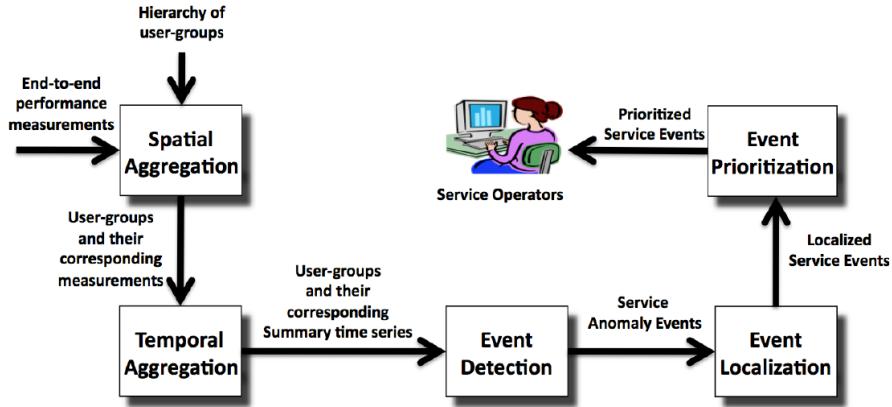 Hierarchy of
user-groups
End-to-end
performance
measurements
Spatial
Aggregation
User-groups
and their
corresponding
measurements
Temporal
Aggregation
User-groups
and their
corresponding
Summary time series
Event
Detection
Service
Anomaly Events
Event
Localization
Localized
Service Events
Event
Prioritization
Prioritized
Service Events
Service Operators